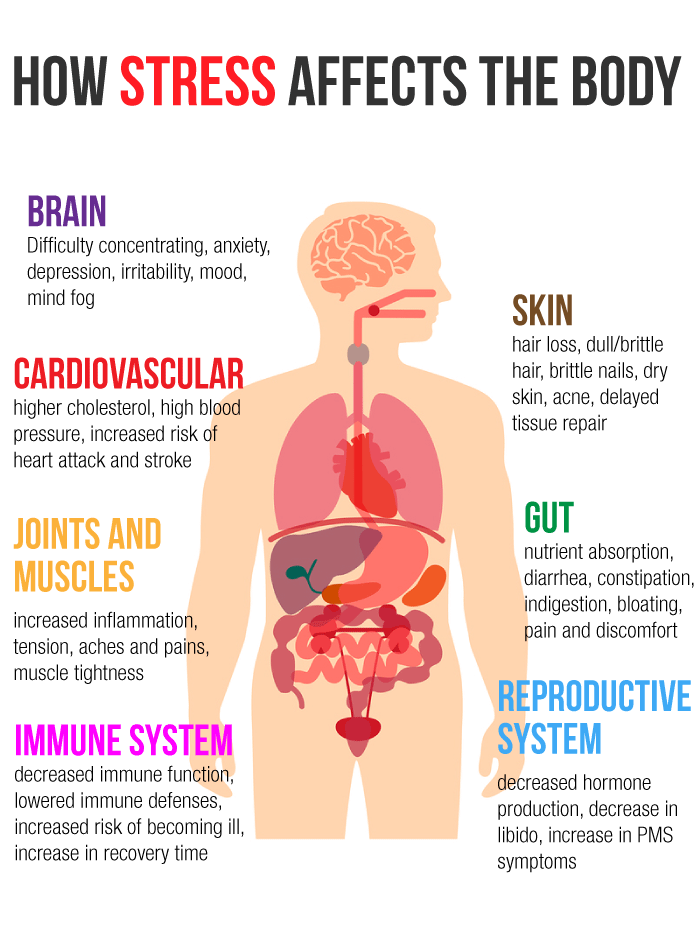 HOW STRESS AFFECTS THE BODY
BRAIN
Difficulty concentrating, anxiety,
depression, irritability, mood,
mind fog
CARDIOVASCULAR
higher cholesterol, high blood
pressure, increased risk of
heart attack and stroke
JOINTS AND
MUSCLES
increased inflammation,
tension, aches and pains,
muscle tightness
IMMUNE SYSTEM
decreased immune function,
lowered immune defenses,
increased risk of becoming ill,
increase in recovery time
SKIN
hair loss, dull/brittle
hair, brittle nails, dry
skin, acne, delayed
tissue repair
GUT
nutrient absorption,
diarrhea, constipation,
indigestion, bloating,
pain and discomfort
REPRODUCTIVE
SYSTEM
decreased hormone
production, decrease in
libido, increase in PMS
symptoms